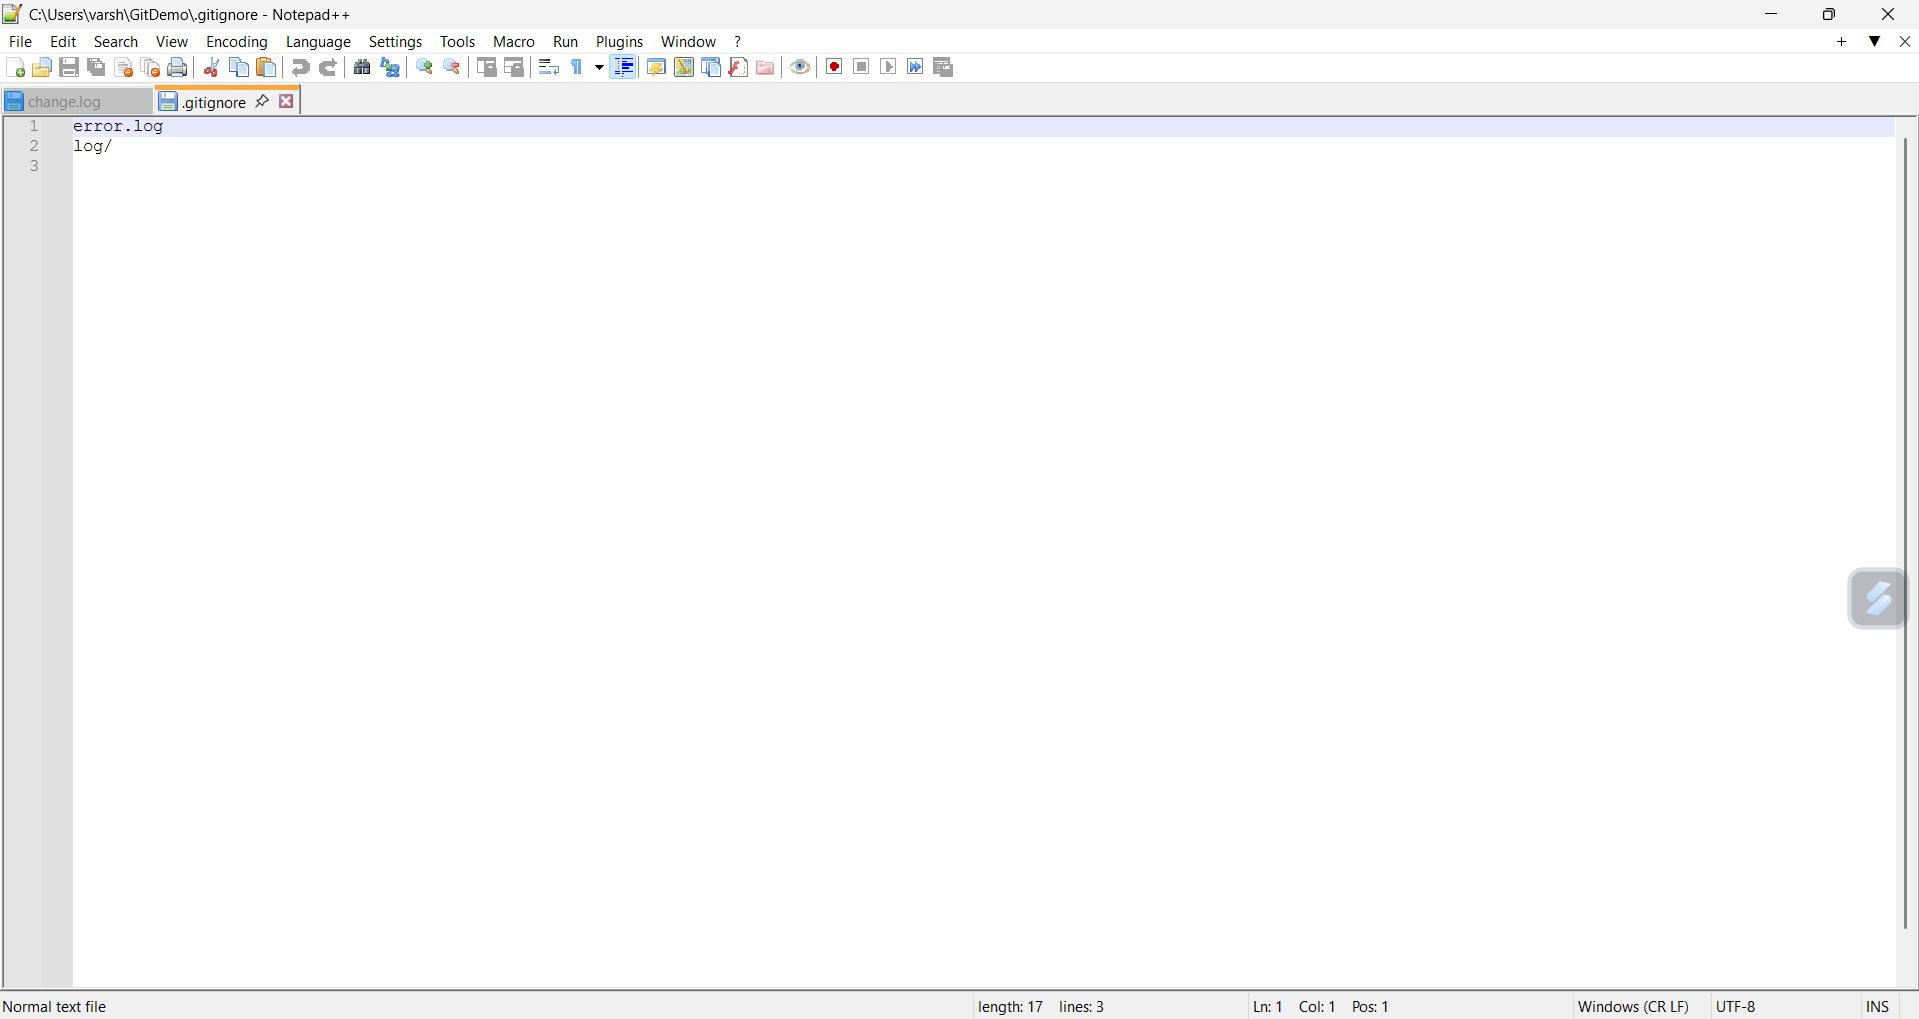 C:\Users\varsh\GitDemo\.gitignore - Notepad++
File Edit Search View Encoding Language Settings Tools Macro Run Plugins Window ?
change.log .gitignore
1 error.log
2 log/
3
Normal text file length: 17 lines: 3 Ln: 1 Col: 1 Pos: 1 Windows (CR LF) UTF-8 INS